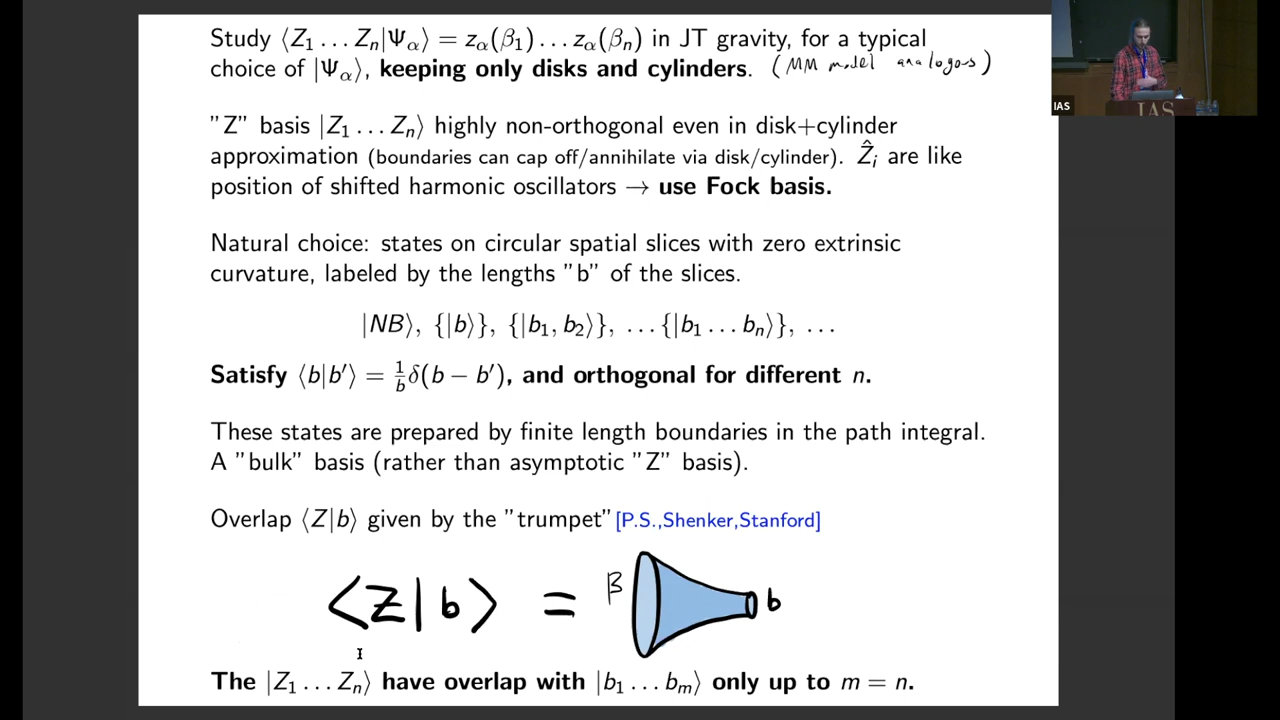 Study ⟨Z₁ … Zₙ|Ψ_α⟩ = z_α(β₁) … z_α(βₙ) in JT gravity, for a typical
choice of |Ψ_α⟩, keeping only disks and cylinders. (MM model analogous)
"Z" basis |Z₁ … Zₙ⟩ highly non-orthogonal even in disk+cylinder
approximation (boundaries can cap off/annihilate via disk/cylinder). Ẑᵢ are like
position of shifted harmonic oscillators → use Fock basis.
Natural choice: states on circular spatial slices with zero extrinsic
curvature, labeled by the lengths "b" of the slices.
|NB⟩, {|b⟩}, {|b₁, b₂⟩}, … {|b₁ … bₙ⟩}, …
Satisfy ⟨b|b′⟩ = 1/b δ(b − b′), and orthogonal for different n.
These states are prepared by finite length boundaries in the path integral.
A "bulk" basis (rather than asymptotic "Z" basis).
Overlap ⟨Z|b⟩ given by the "trumpet" [P.S.,Shenker,Stanford]
⟨Z|b⟩ = β b
The |Z₁ … Zₙ⟩ have overlap with |b₁ … bₘ⟩ only up to m = n.
IAS
IAS